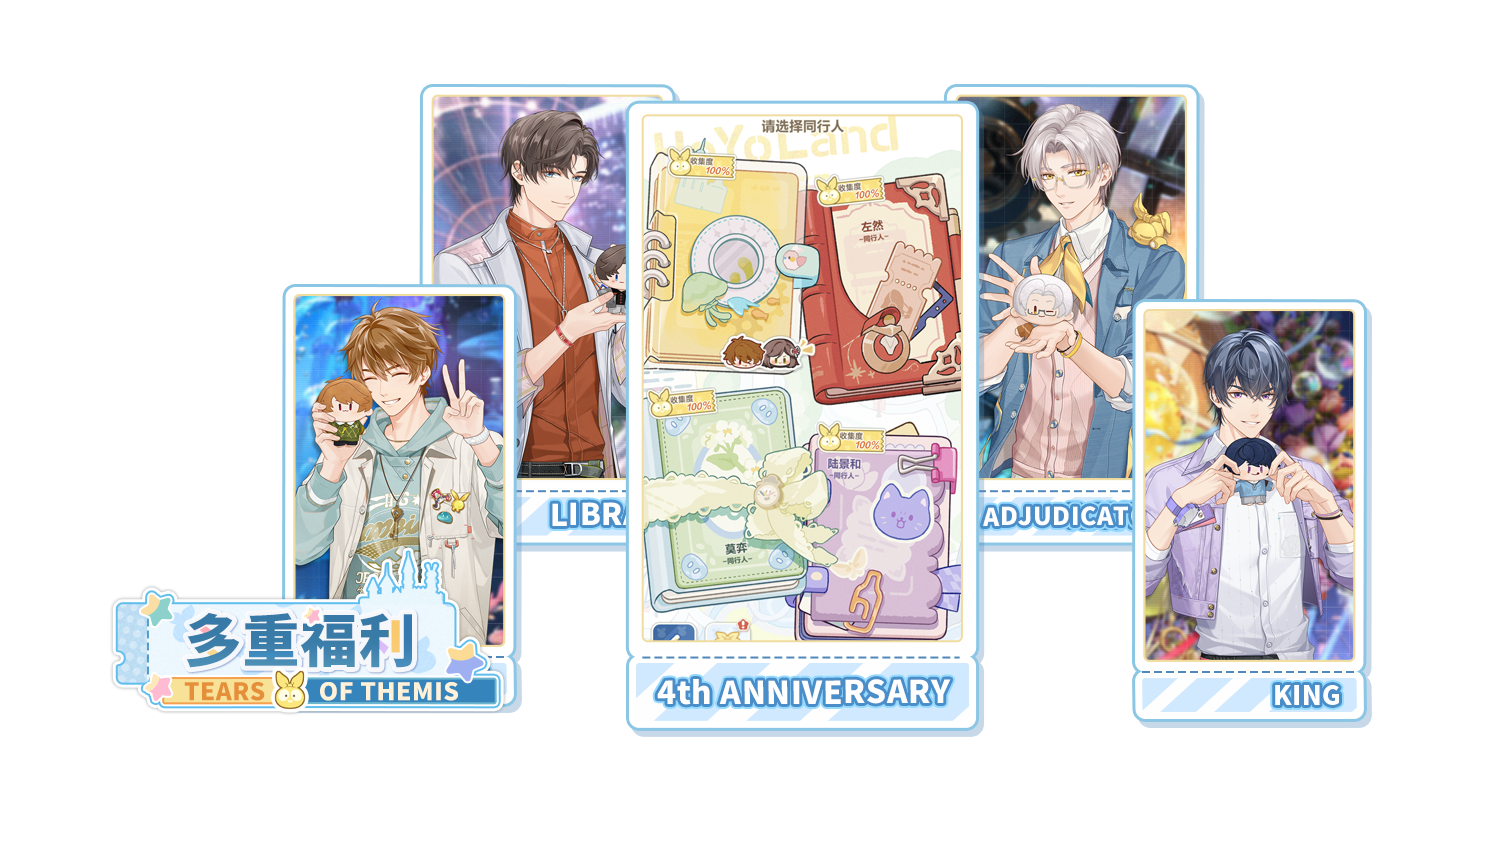 请选择同行人
HoYoLand
收集度
100%
收集度
100%
左然
-同行人-
收集度
100%
收集度
100%
陆景和
-同行人-
莫弈
-同行人-
LIBRA
ADJUDICATO
多重福利
TEARS OF THEMIS
4th ANNIVERSARY
KING